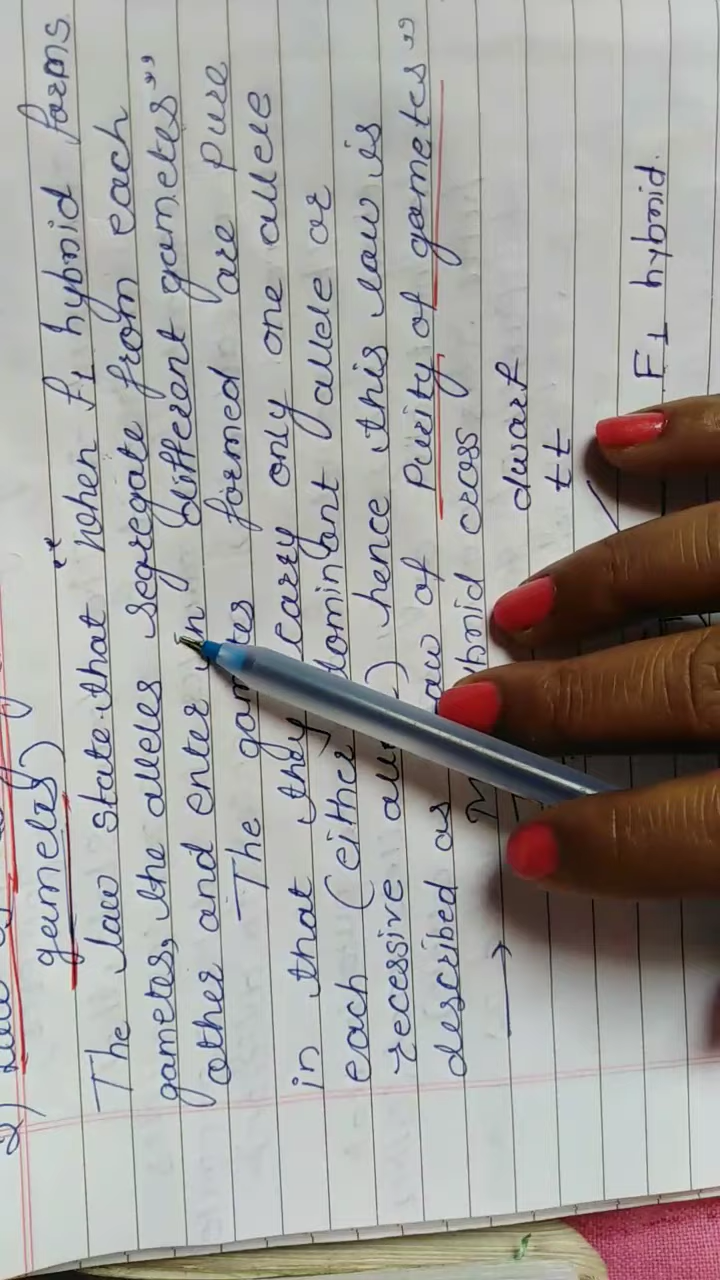 2)
gametes)
The law state that "when F1 hybrid forms
gametes, the alleles segregate from each
other and enter in different gametes"
The gametes formed are pure
in that they carry only one allele
each (either dominant allele or
recessive ) hence this law is
described as law of Purity of gametes"
→ cross
dwarf
tt
F1 hybrid.